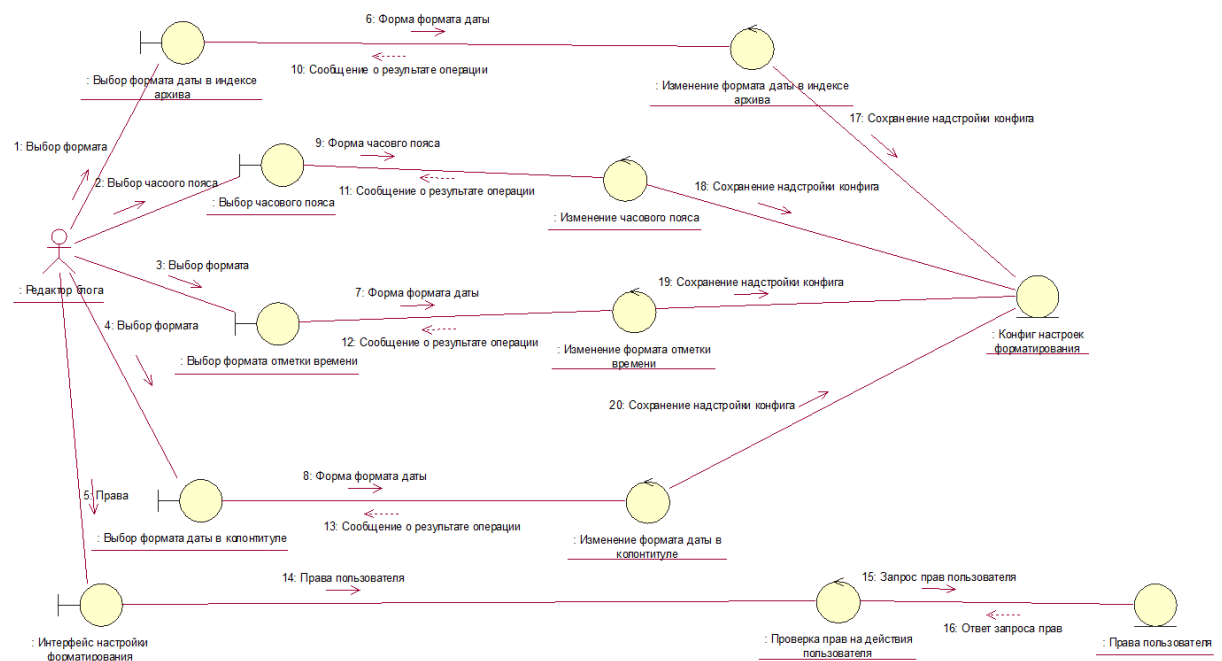 6: Форма формата даты
10: Сообщение о результате операции
: Выбор формата даты в индексе
архива
: Изменение формата даты в индексе
архива
17: Сохранение надстройки конфига
1: Выбор формата
9: Форма часового пояса
2: Выбор часоого пояса
11: Сообщение о результате операции
18: Сохранение надстройки конфига
: Выбор часового пояса
: Изменение часового пояса
3: Выбор формата
: Редактор блога
7: Форма формата даты
19: Сохранение надстройки конфига
4: Выбор формата
12: Сообщение о результате операции
: Выбор формата отметки времени
: Изменение формата отметки
времени
: Конфиг настроек
форматирования
20: Сохранение надстройки конфига
8: Форма формата даты
5: Права
13: Сообщение о результате операции
: Выбор формата даты в колонтитуле
: Изменение формата даты в
колонтитуле
14: Права пользователя
15: Запрос прав пользователя
16: Ответ запроса прав
: Интерфейс настройки
форматирования
: Проверка прав на действия
пользователя
: Права пользователя